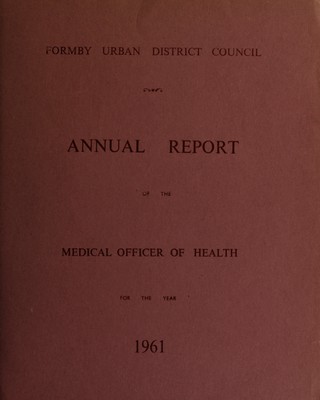 FORMBY URBAN DISTRICT COUNCIL
ANNUAL REPORT
OF THE
MEDICAL OFFICER OF HEALTH
FOR THE YEAR
1961